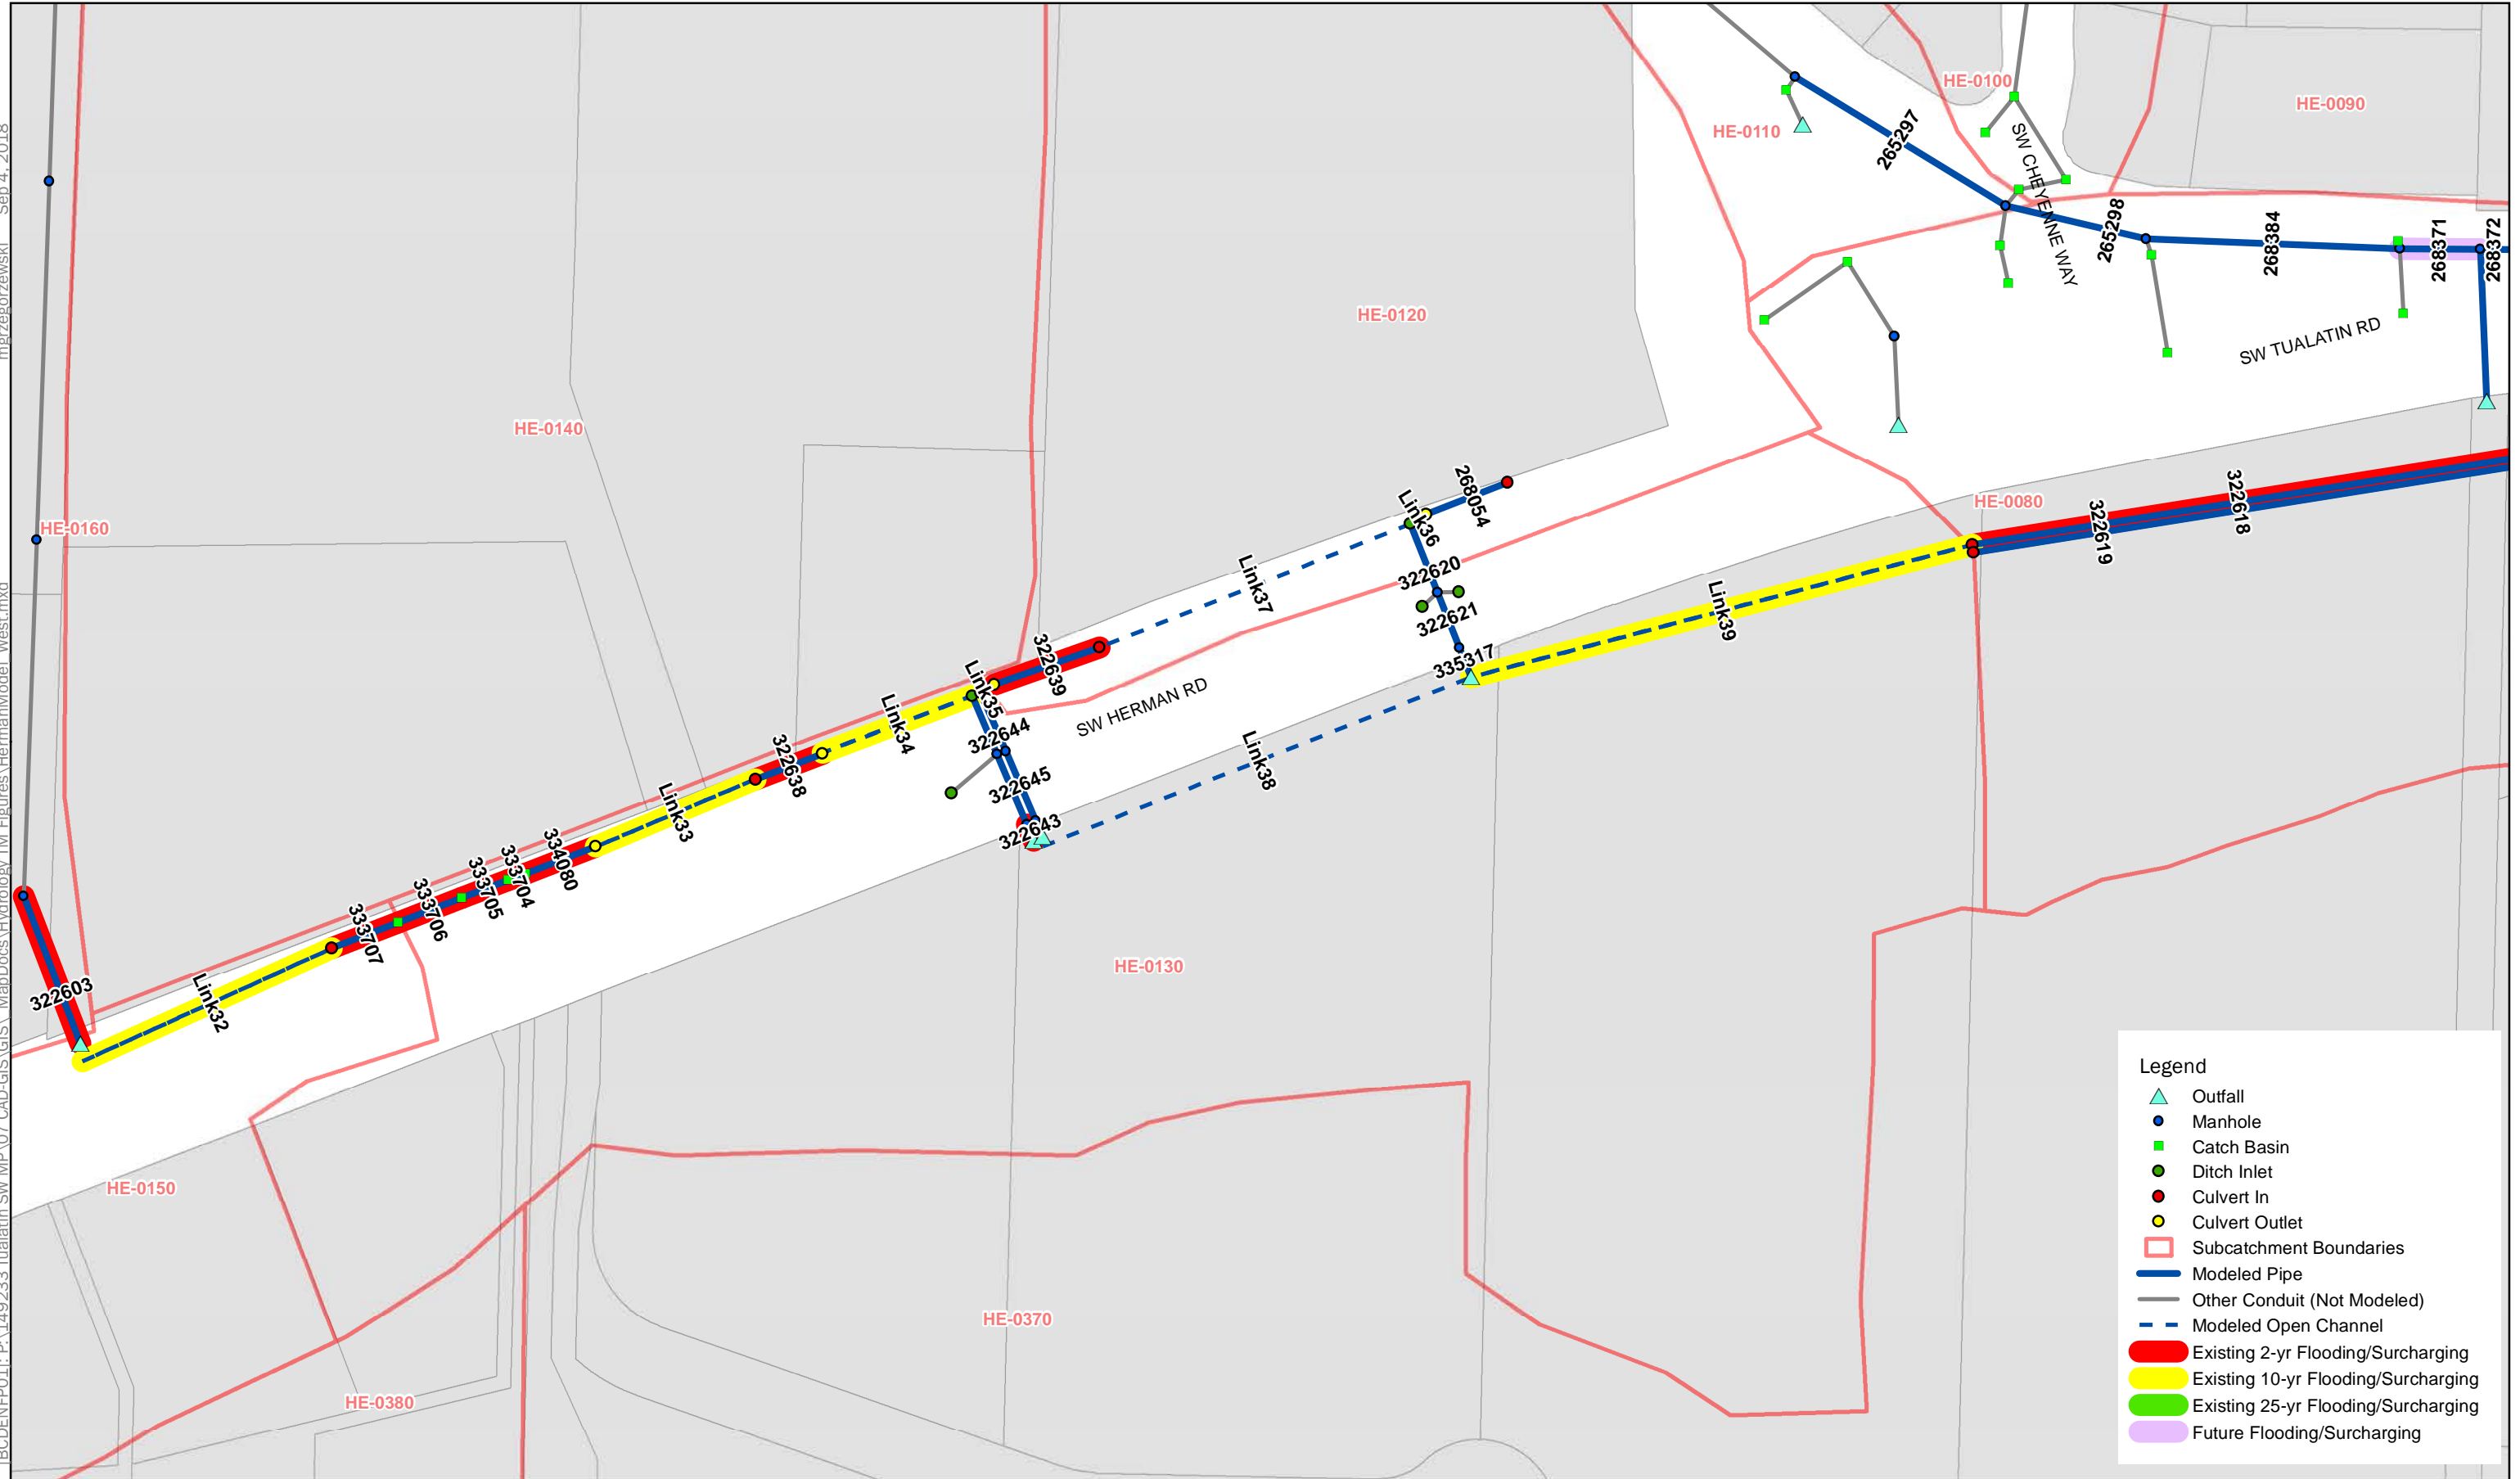 HE-0100
HE-0090
HE-0110
265297
SW CHEYENNE WAY
265298
268384
268371
268372
SW TUALATIN RD
HE-0120
HE-0140
HE-0160
HE-0080
268054
Link36
322620
322621
335317
Link37
Link39
322619
322618
322639
Link35
SW HERMAN RD
Link34
322644
322645
322643
Link38
322638
Link33
334080
333704
333705
333706
333707
322603
Link32
HE-0130
HE-0150
HE-0370
HE-0380
Legend
Outfall
Manhole
Catch Basin
Ditch Inlet
Culvert In
Culvert Outlet
Subcatchment Boundaries
Modeled Pipe
Other Conduit (Not Modeled)
Modeled Open Channel
Existing 2-yr Flooding/Surcharging
Existing 10-yr Flooding/Surcharging
Existing 25-yr Flooding/Surcharging
Future Flooding/Surcharging
mgrzegorzewski Sep 4, 2018